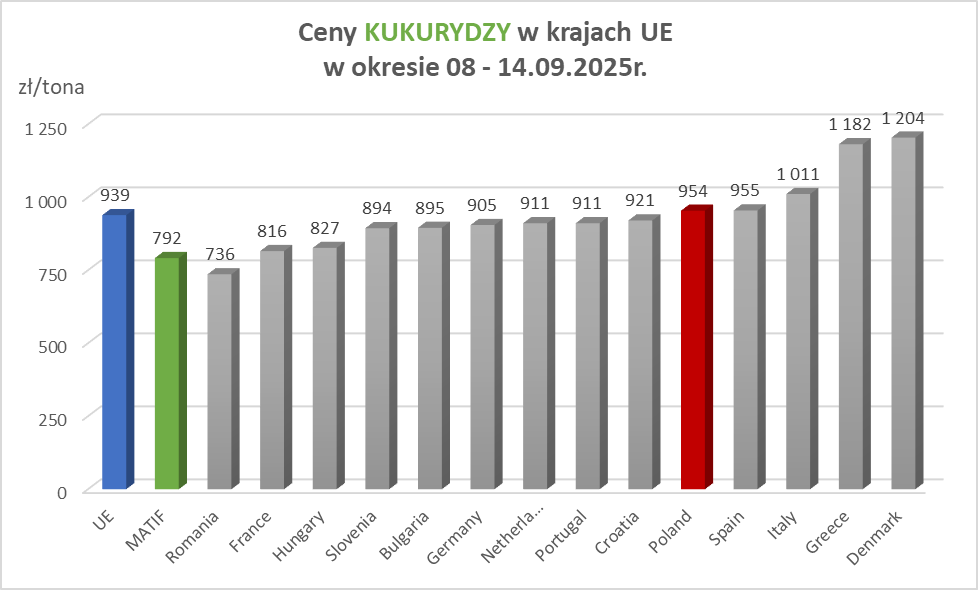 Ceny KUKURYDZY w krajach UE
w okresie 08 - 14.09.2025r.
zł/tona
1 250
1 000
750
500
250
0
939
792
736
816
827
894
895
905
911
911
921
954
955
1 011
1 182
1 204
UE
MATIF
Romania
France
Hungary
Slovenia
Bulgaria
Germany
Netherla...
Portugal
Croatia
Poland
Spain
Italy
Greece
Denmark